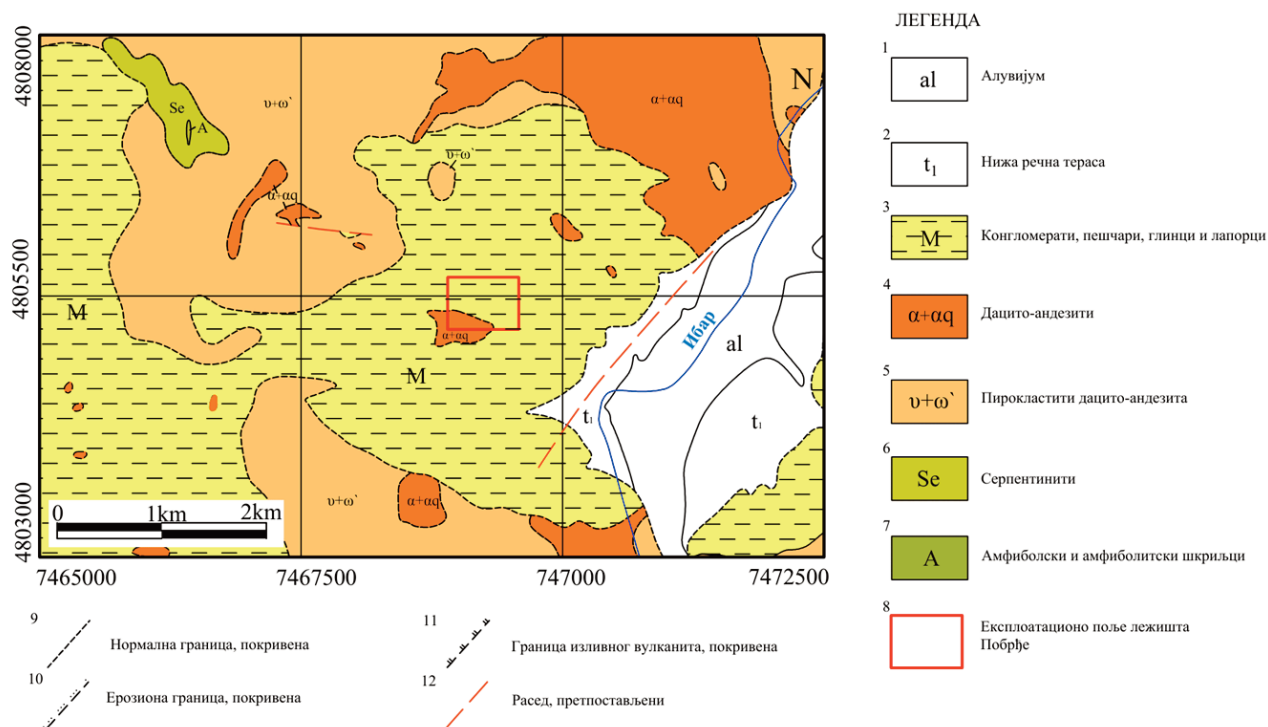 ЛЕГЕНДА
1
al
Алувијум
2
t1
Нижа речна тераса
3
M
Конгломерати, пешчари, глинци и лапорци
4
α+αq
Дацито-андезити
5
υ+ω`
Пирокластити дацито-андезита
6
Se
Серпентинити
7
A
Амфиболски и амфиболитски шкриљци
8
Експлоатационо поље лежишта
Побрђе
4808000
4805500
4803000
N
Se
A
υ+ω`
α+αq
υ+ω`
α+αq
M
Ибар
al
α+αq
M
t1
t1
υ+ω`
α+αq
0 1km 2km
7465000 7467500 747000 7472500
9
Нормална граница, покривена
10
Ерозиона граница, покривена
11
Граница изливног вулканита, покривена
12
Расед, претпостављени